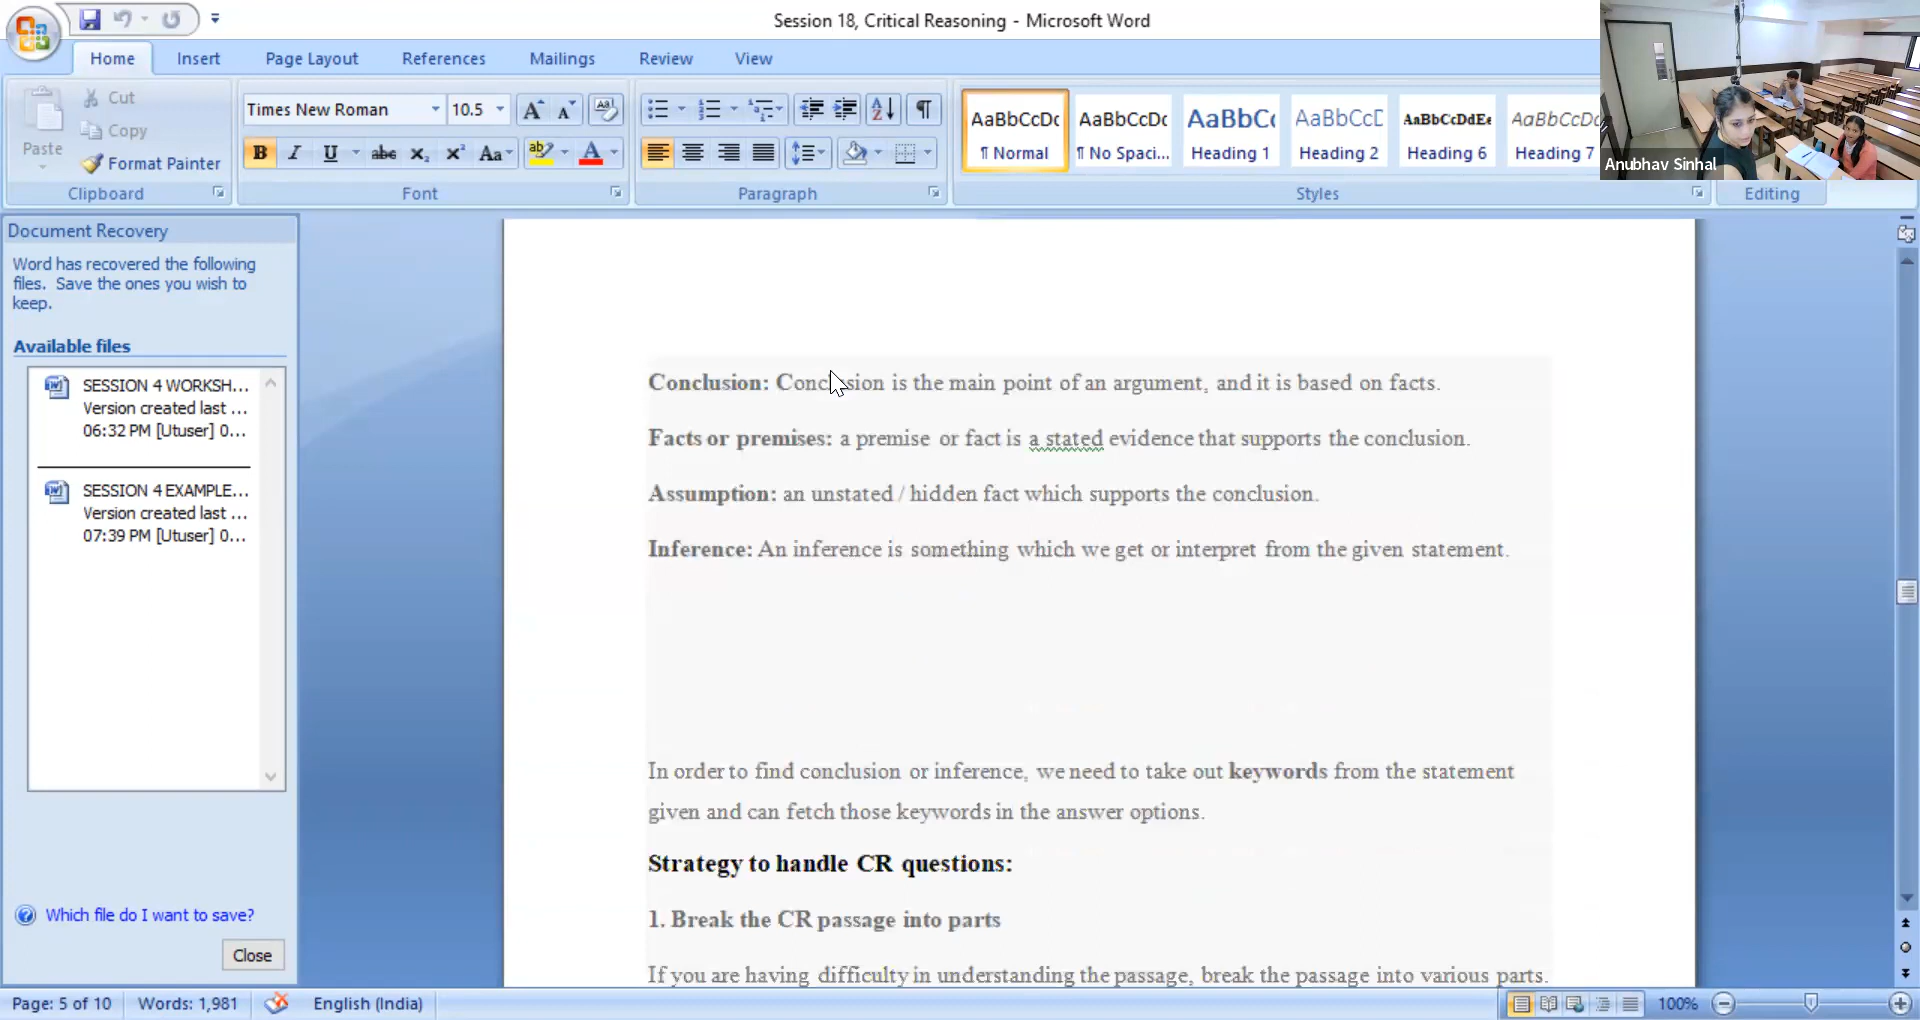 Session 18, Critical Reasoning - Microsoft Word
Home Insert Page Layout References Mailings Review View
Paste
Cut
Copy
Format Painter
Clipboard
Times New Roman 10.5
Font
Paragraph
AaBbCcDc AaBbCcDc AaBbCc AaBbCcD AaBbCcDdEe AaBbCcDc
¶ Normal ¶ No Spaci... Heading 1 Heading 2 Heading 6 Heading 7
Styles
Editing
Anubhav Sinhal
Document Recovery
Word has recovered the following
files. Save the ones you wish to
keep.
Available files
SESSION 4 WORKSH...
Version created last ...
06:32 PM [Utuser] 0...
SESSION 4 EXAMPLE...
Version created last ...
07:39 PM [Utuser] 0...
Which file do I want to save?
Close
Conclusion: Conclusion is the main point of an argument, and it is based on facts.
Facts or premises: a premise or fact is a stated evidence that supports the conclusion.
Assumption: an unstated / hidden fact which supports the conclusion.
Inference: An inference is something which we get or interpret from the given statement.
In order to find conclusion or inference, we need to take out keywords from the statement
given and can fetch those keywords in the answer options.
Strategy to handle CR questions:
1. Break the CR passage into parts
If you are having difficulty in understanding the passage, break the passage into various parts.
Page: 5 of 10 Words: 1,981 English (India) 100%